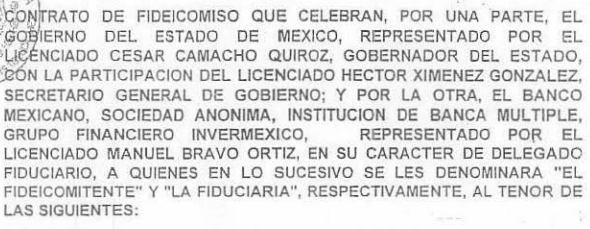 CONTRATO DE FIDEICOMISO QUE CELEBRAN, POR UNA PARTE, EL
GOBIERNO DEL ESTADO DE MEXICO, REPRESENTADO POR EL
LICENCIADO CESAR CAMACHO QUIROZ, GOBERNADOR DEL ESTADO,
CON LA PARTICIPACION DEL LICENCIADO HECTOR XIMENEZ GONZALEZ,
SECRETARIO GENERAL DE GOBIERNO; Y POR LA OTRA, EL BANCO
MEXICANO, SOCIEDAD ANONIMA, INSTITUCION DE BANCA MULTIPLE,
GRUPO FINANCIERO INVERMEXICO, REPRESENTADO POR EL
LICENCIADO MANUEL BRAVO ORTIZ, EN SU CARACTER DE DELEGADO
FIDUCIARIO, A QUIENES EN LO SUCESIVO SE LES DENOMINARA "EL
FIDEICOMITENTE" Y "LA FIDUCIARIA", RESPECTIVAMENTE, AL TENOR DE
LAS SIGUIENTES: